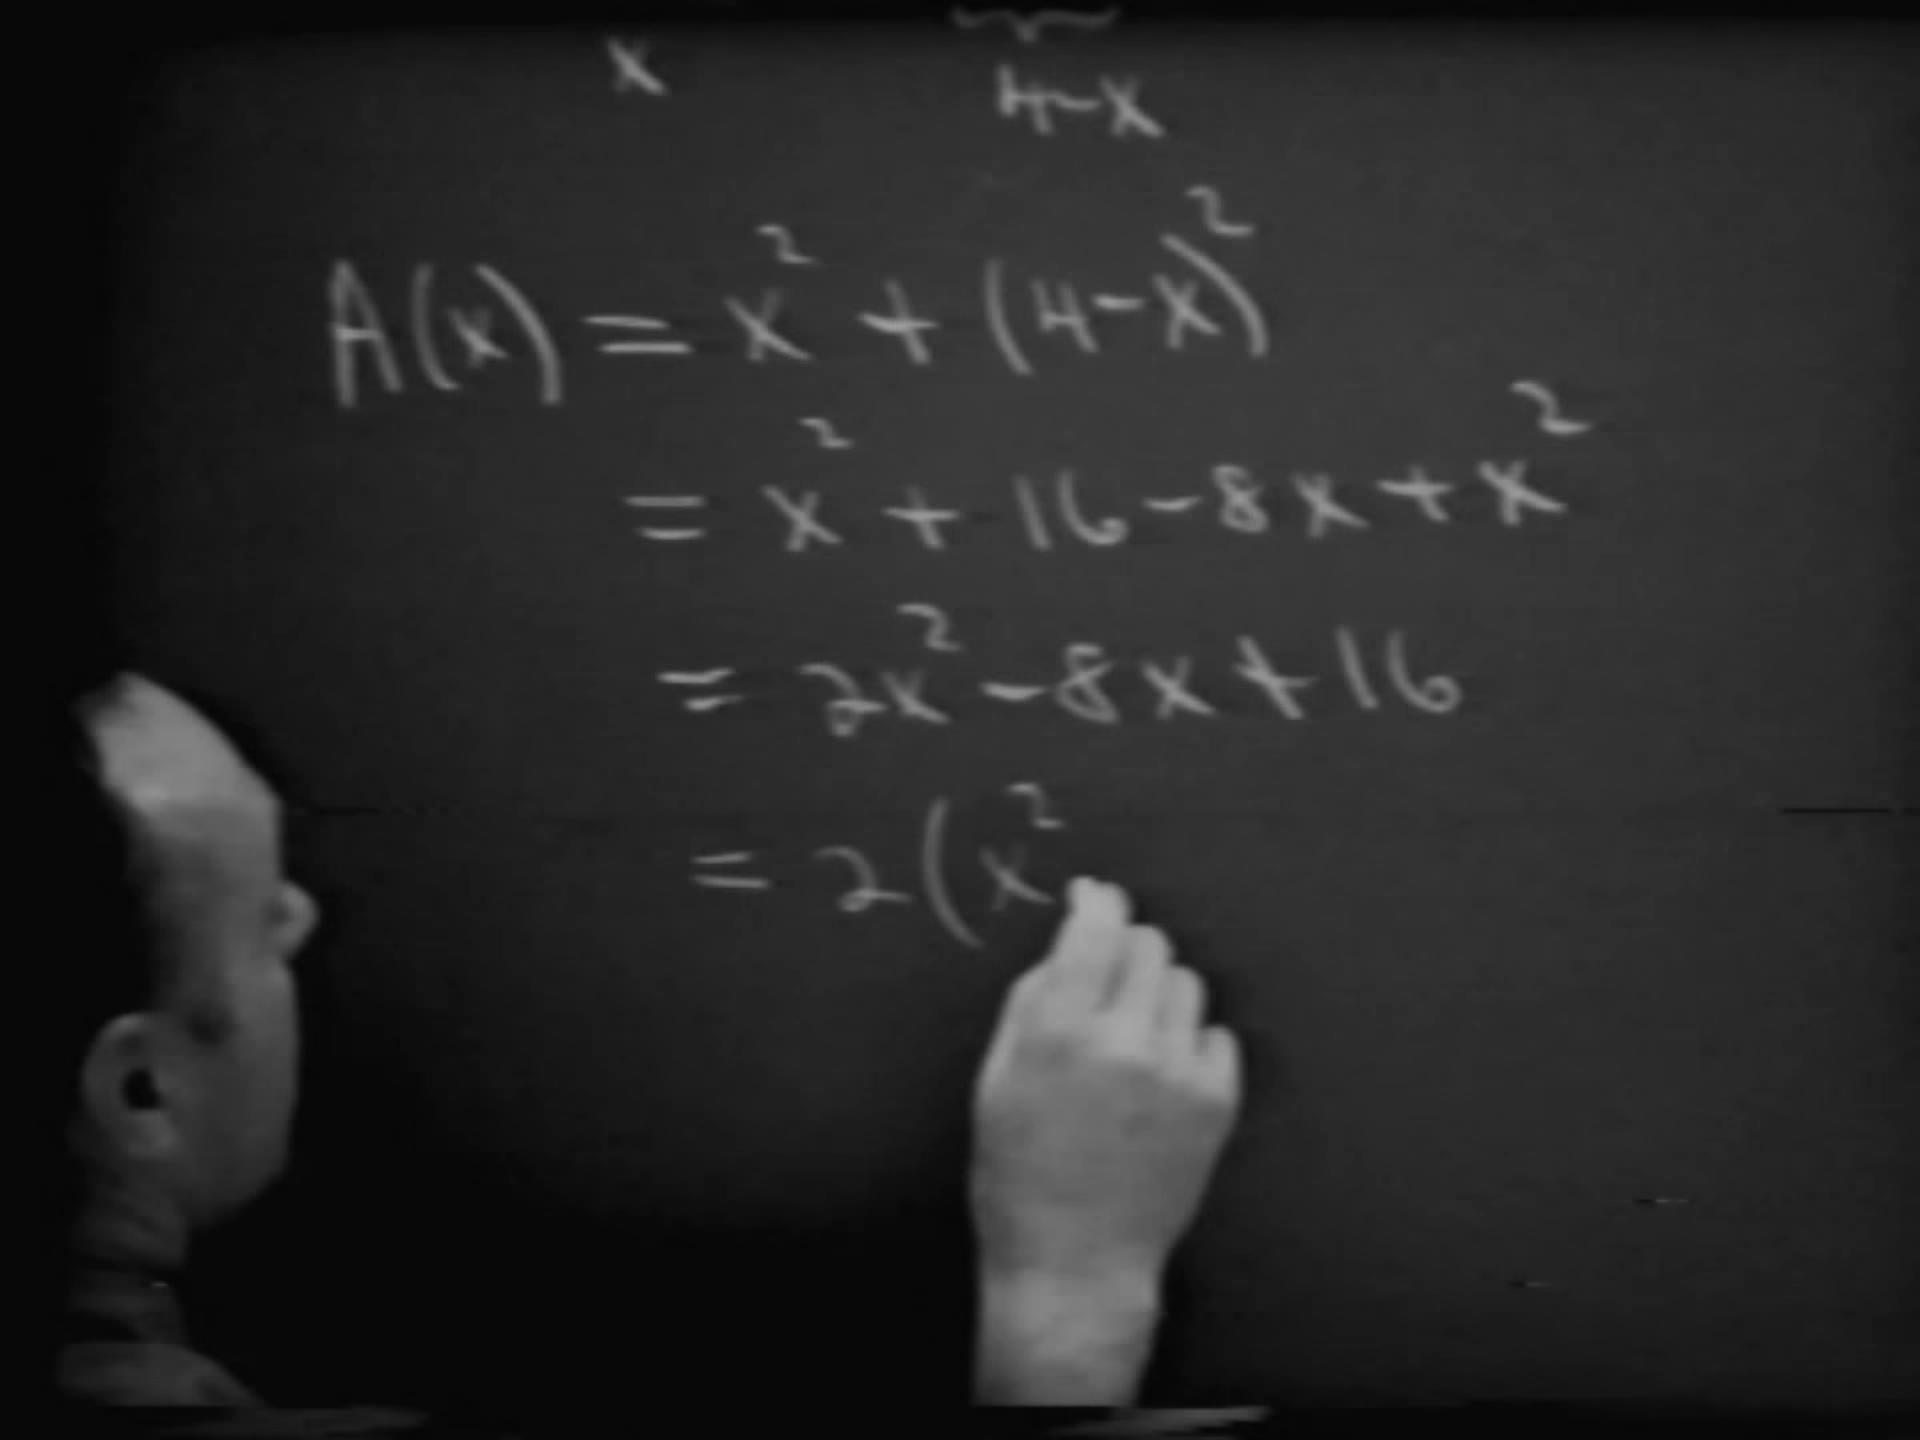 x 4-x
A(x) = x² + (4-x)²
= x² + 16 - 8x + x²
= 2x² - 8x + 16
= 2(x²